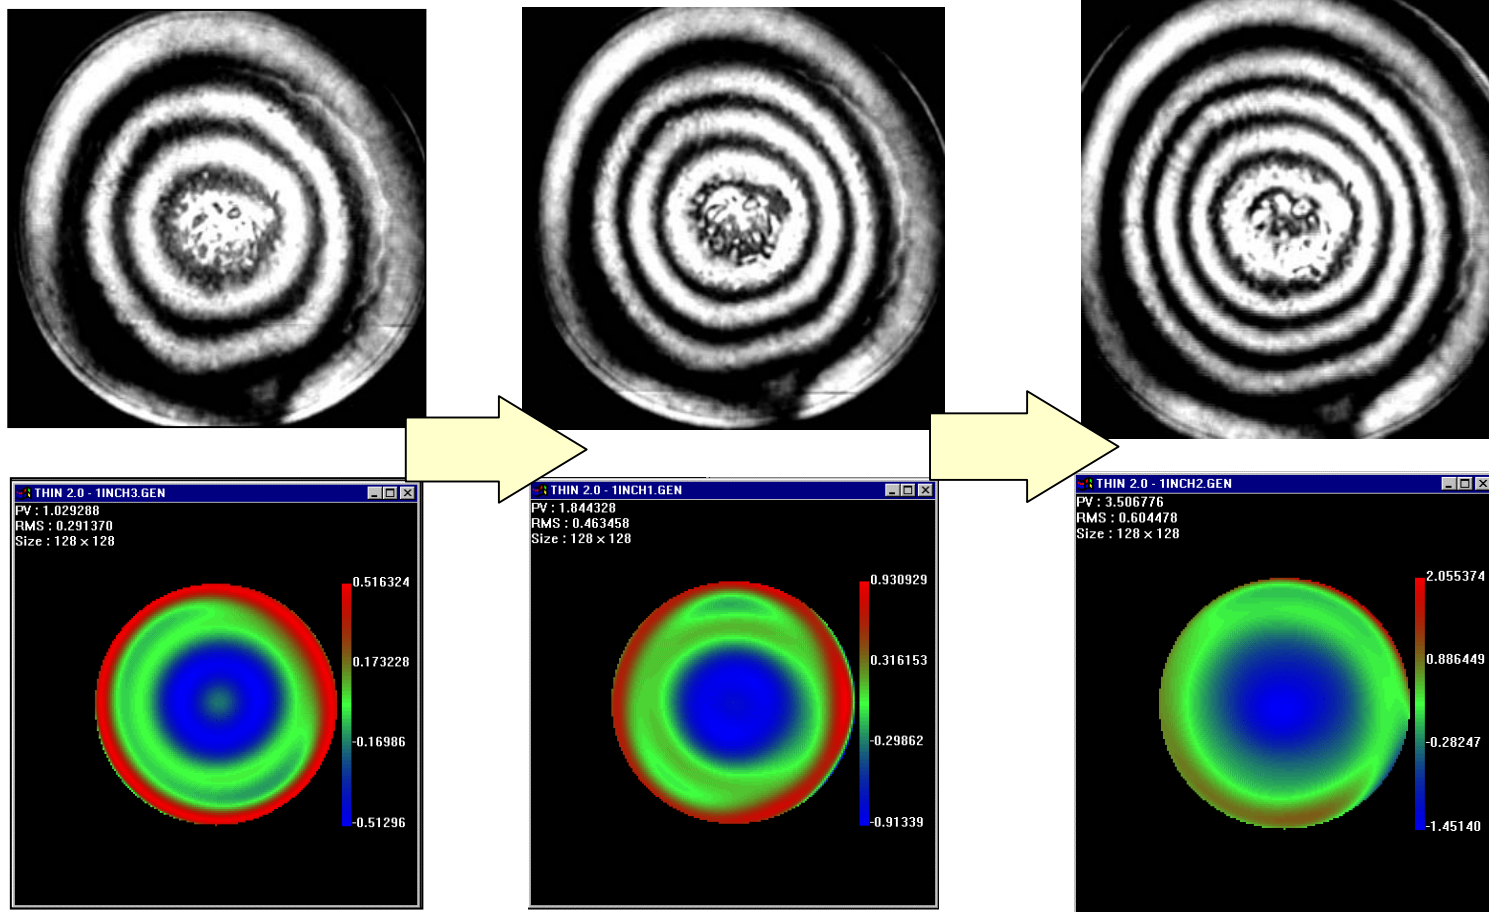 THIN 2.0 - 1INCH3.GEN
PV : 1.029288
RMS : 0.291370
Size : 128 × 128
0.516324
0.173228
-0.16986
-0.51296
THIN 2.0 - 1INCH1.GEN
PV : 1.844328
RMS : 0.463458
Size : 128 × 128
0.930929
0.316153
-0.29862
-0.91339
THIN 2.0 - 1INCH2.GEN
PV : 3.506776
RMS : 0.604478
Size : 128 × 128
2.055374
0.886449
-0.28247
-1.45140